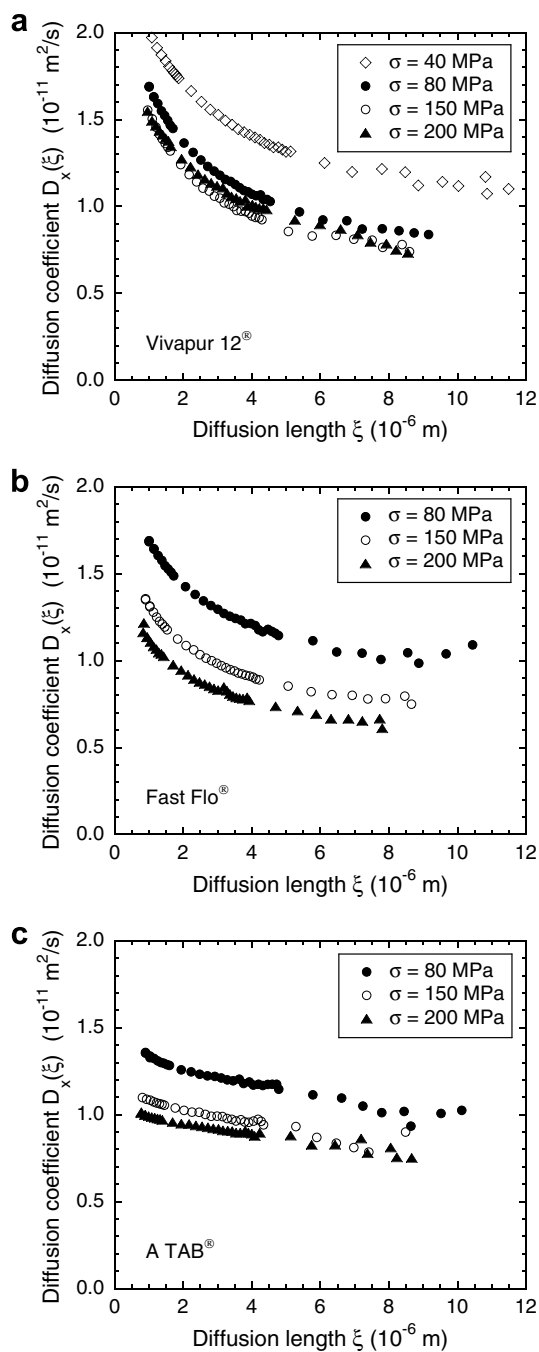 a
2.0
1.5
1.0
0.5
0.0
Diffusion coefficient Dₓ(ξ) (10⁻¹¹ m²/s)
σ = 40 MPa
σ = 80 MPa
σ = 150 MPa
σ = 200 MPa
Vivapur 12®
0 2 4 6 8 10 12
Diffusion length ξ (10⁻⁶ m)
b
2.0
1.5
1.0
0.5
0.0
Diffusion coefficient Dₓ(ξ) (10⁻¹¹ m²/s)
σ = 80 MPa
σ = 150 MPa
σ = 200 MPa
Fast Flo®
0 2 4 6 8 10 12
Diffusion length ξ (10⁻⁶ m)
c
2.0
1.5
1.0
0.5
0.0
Diffusion coefficient Dₓ(ξ) (10⁻¹¹ m²/s)
σ = 80 MPa
σ = 150 MPa
σ = 200 MPa
A TAB®
0 2 4 6 8 10 12
Diffusion length ξ (10⁻⁶ m)